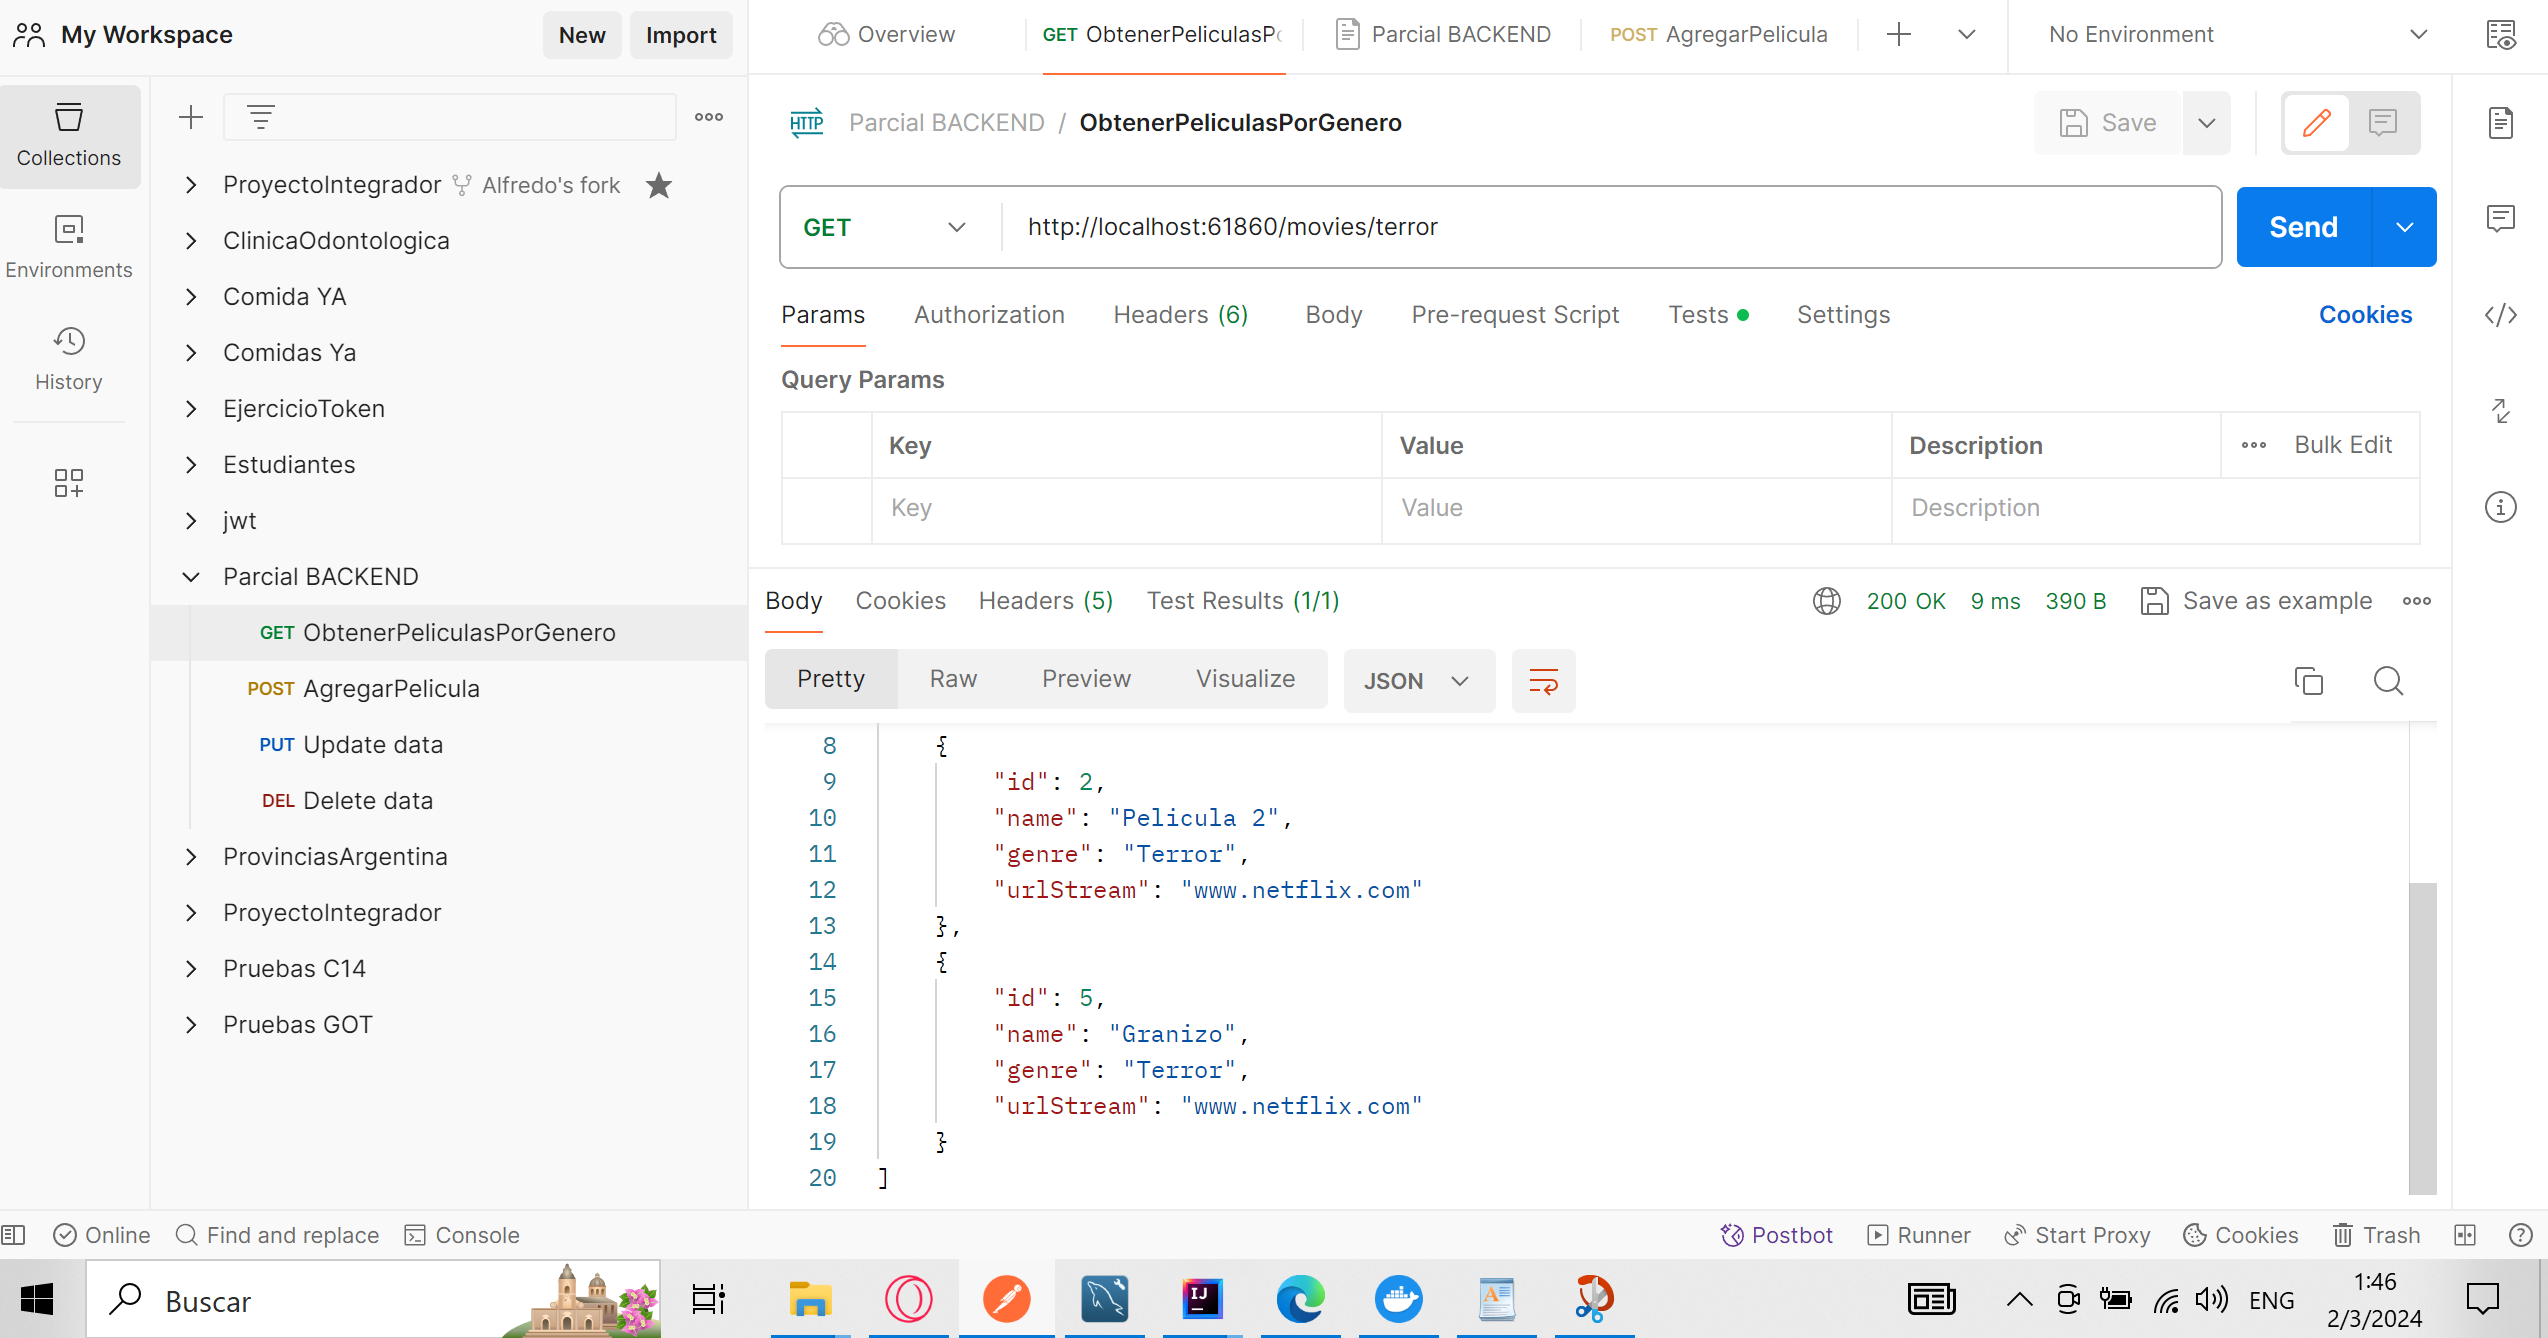 My Workspace
New
Import
Overview
GET ObtenerPeliculasP
Parcial BACKEND
POST AgregarPelicula
No Environment
Collections
Environments
History
ProyectoIntegrador Alfredo's fork
ClinicaOdontologica
Comida YA
Comidas Ya
EjercicioToken
Estudiantes
jwt
Parcial BACKEND
GET ObtenerPeliculasPorGenero
POST AgregarPelicula
PUT Update data
DEL Delete data
ProvinciasArgentina
ProyectoIntegrador
Pruebas C14
Pruebas GOT
HTTP Parcial BACKEND / ObtenerPeliculasPorGenero
Save
GET http://localhost:61860/movies/terror
Send
Params Authorization Headers (6) Body Pre-request Script Tests Settings Cookies
Query Params
Key Value Description Bulk Edit
Key Value Description
Body Cookies Headers (5) Test Results (1/1) 200 OK 9 ms 390 B Save as example
Pretty Raw Preview Visualize JSON
8 {
9 "id": 2,
10 "name": "Pelicula 2",
11 "genre": "Terror",
12 "urlStream": "www.netflix.com"
13 },
14 {
15 "id": 5,
16 "name": "Granizo",
17 "genre": "Terror",
18 "urlStream": "www.netflix.com"
19 }
20 ]
Online Find and replace Console Postbot Runner Start Proxy Cookies Trash
Buscar
IJ
ENG
1:46
2/3/2024